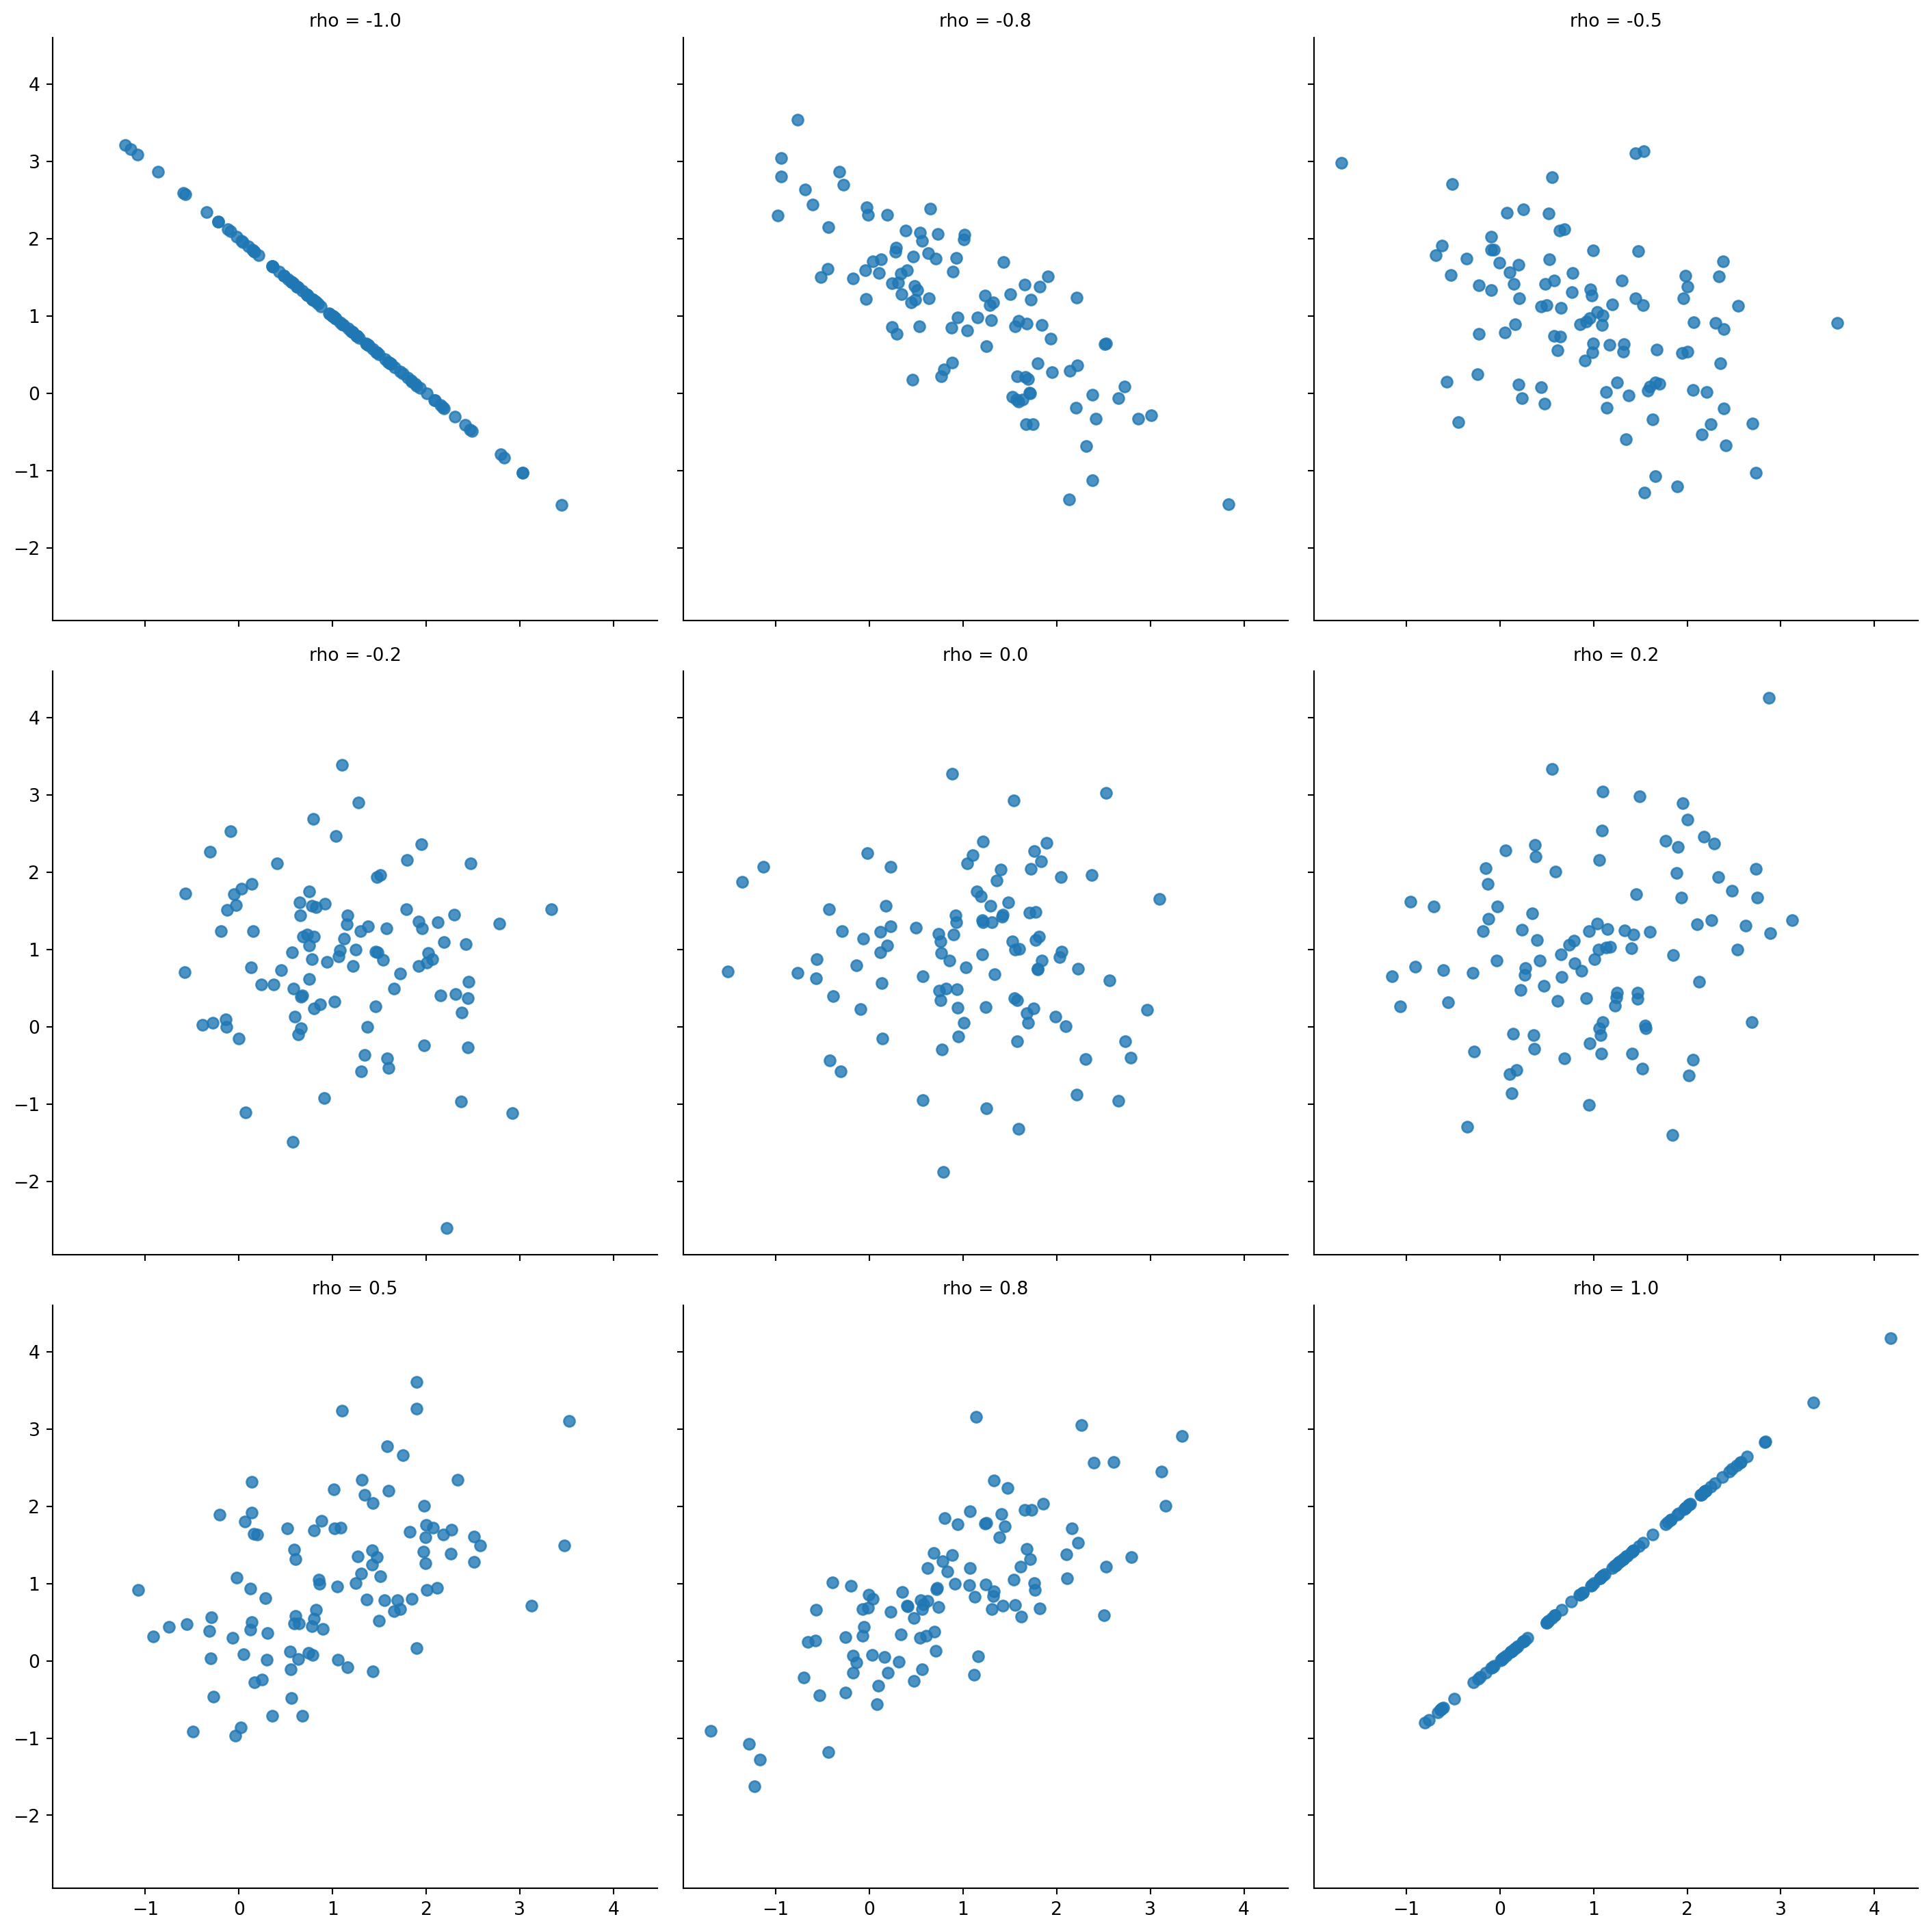 rho = -1.0
rho = -0.8
rho = -0.5
4
3
2
1
0
−1
−2
rho = -0.2
rho = 0.0
rho = 0.2
4
3
2
1
0
−1
−2
rho = 0.5
rho = 0.8
rho = 1.0
4
3
2
1
0
−1
−2
−1 0 1 2 3 4
−1 0 1 2 3 4
−1 0 1 2 3 4